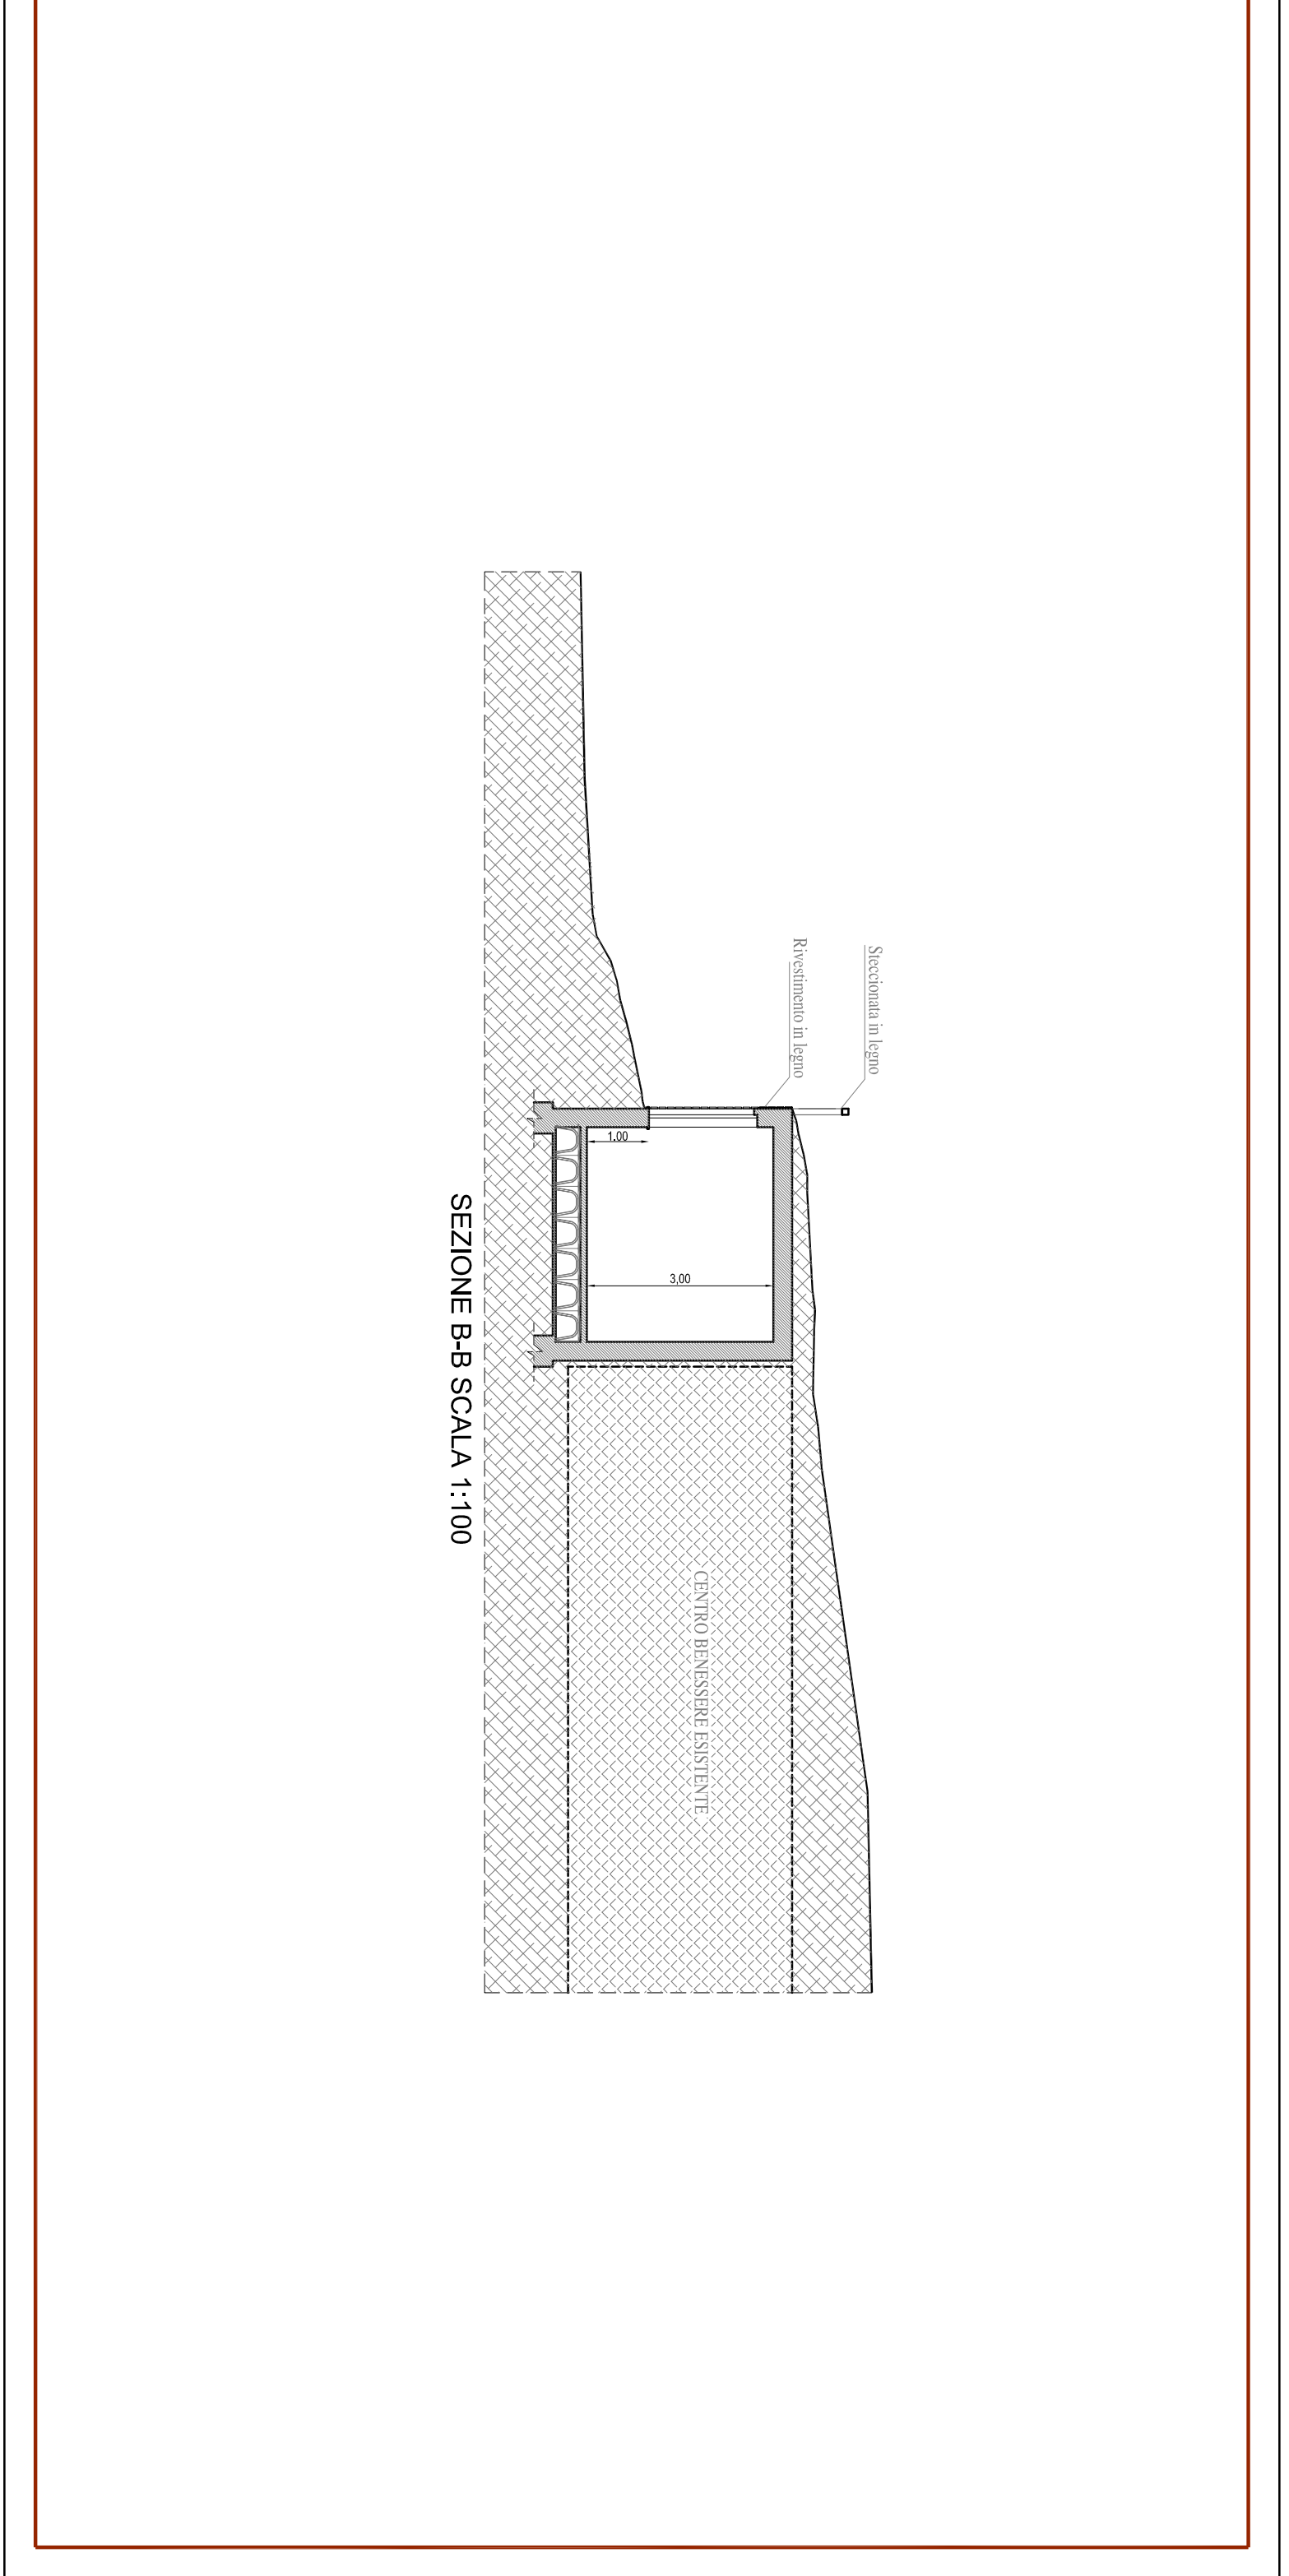 Steccionata in legno
Rivestimento in legno
1.00
3,00
CENTRO BENESSERE ESISTENTE
SEZIONE B-B SCALA 1:100